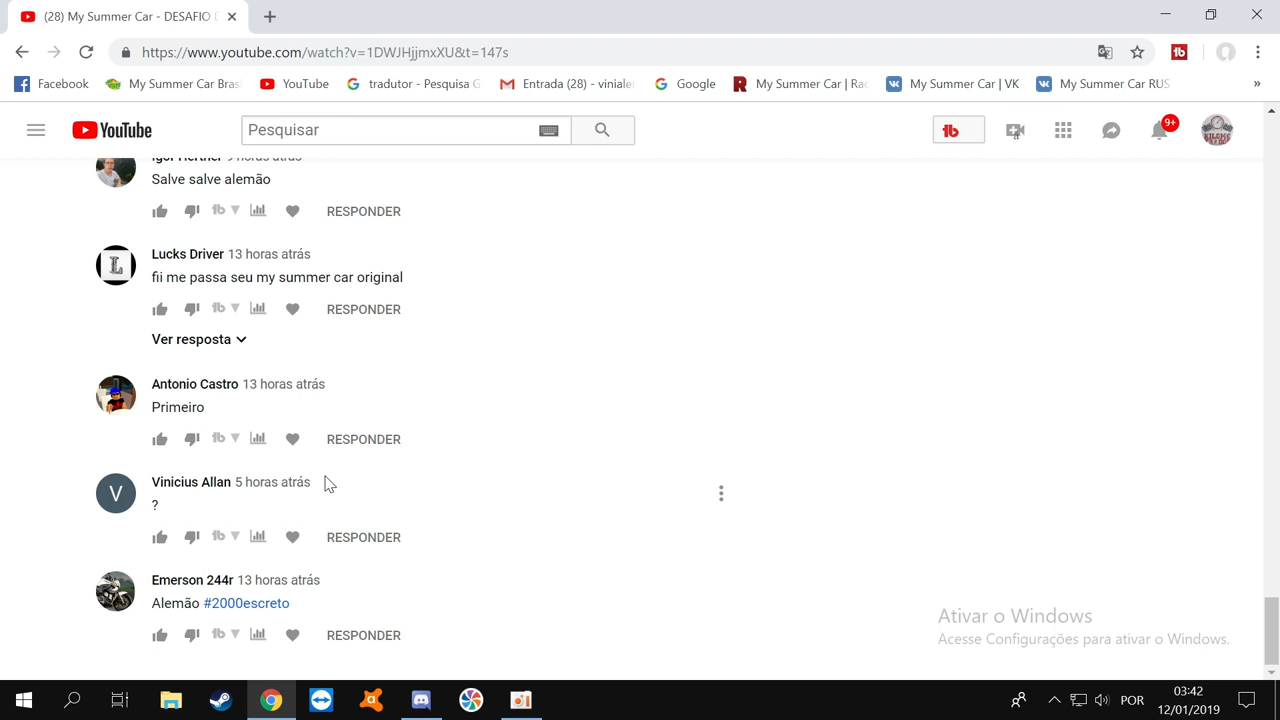 (28) My Summer Car - DESAFIO
https://www.youtube.com/watch?v=1DWJHjjmxXU&t=147s
Facebook My Summer Car Bras YouTube tradutor - Pesquisa G Entrada (28) - vinialer Google My Summer Car | Rac My Summer Car | VK My Summer Car RUS »
YouTube Pesquisar 9+
Igor 9 horas atrás
Salve salve alemão
RESPONDER
Lucks Driver 13 horas atrás
fii me passa seu my summer car original
RESPONDER
Ver resposta
Antonio Castro 13 horas atrás
Primeiro
RESPONDER
V Vinicius Allan 5 horas atrás
?
RESPONDER
Emerson 244r 13 horas atrás
Alemão #2000escreto
RESPONDER
Ativar o Windows
Acesse Configurações para ativar o Windows.
POR 03:42
12/01/2019